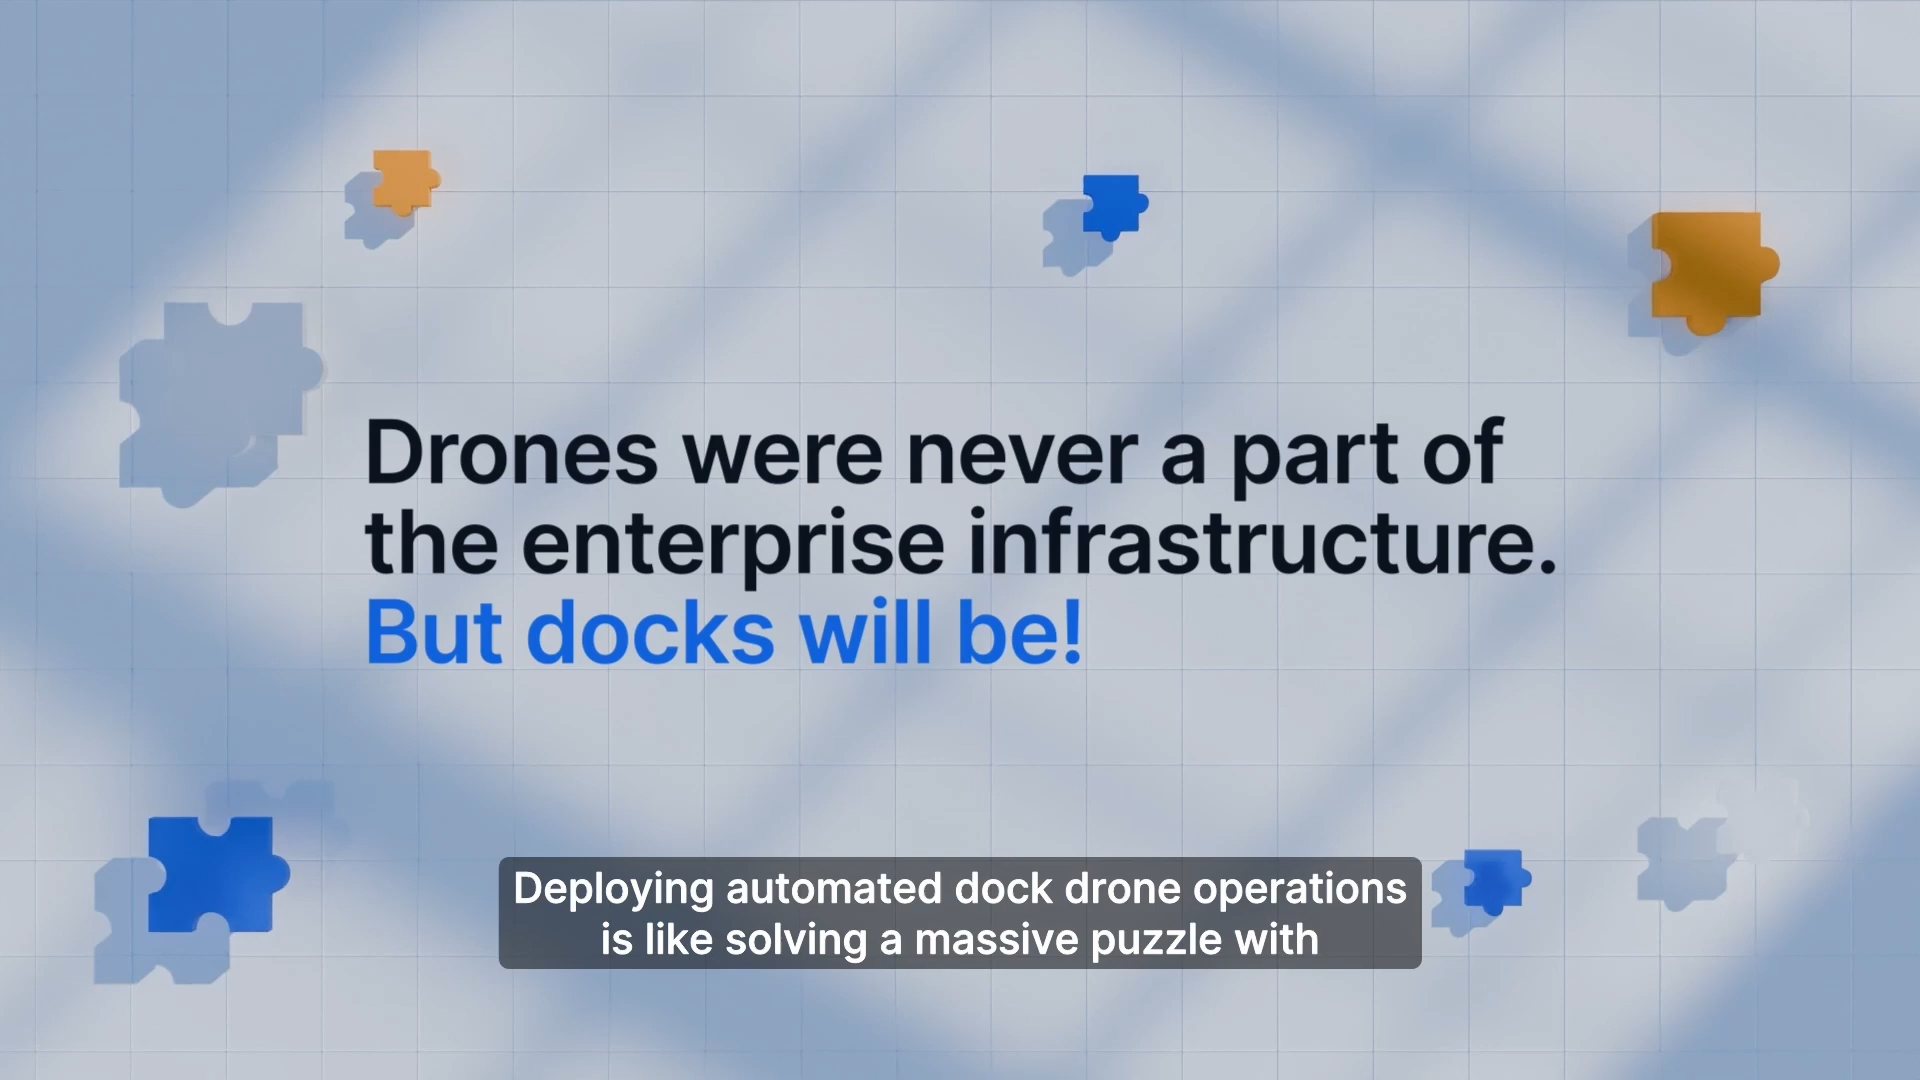 Drones were never a part of
the enterprise infrastructure.
But docks will be!
Deploying automated dock drone operations
is like solving a massive puzzle with